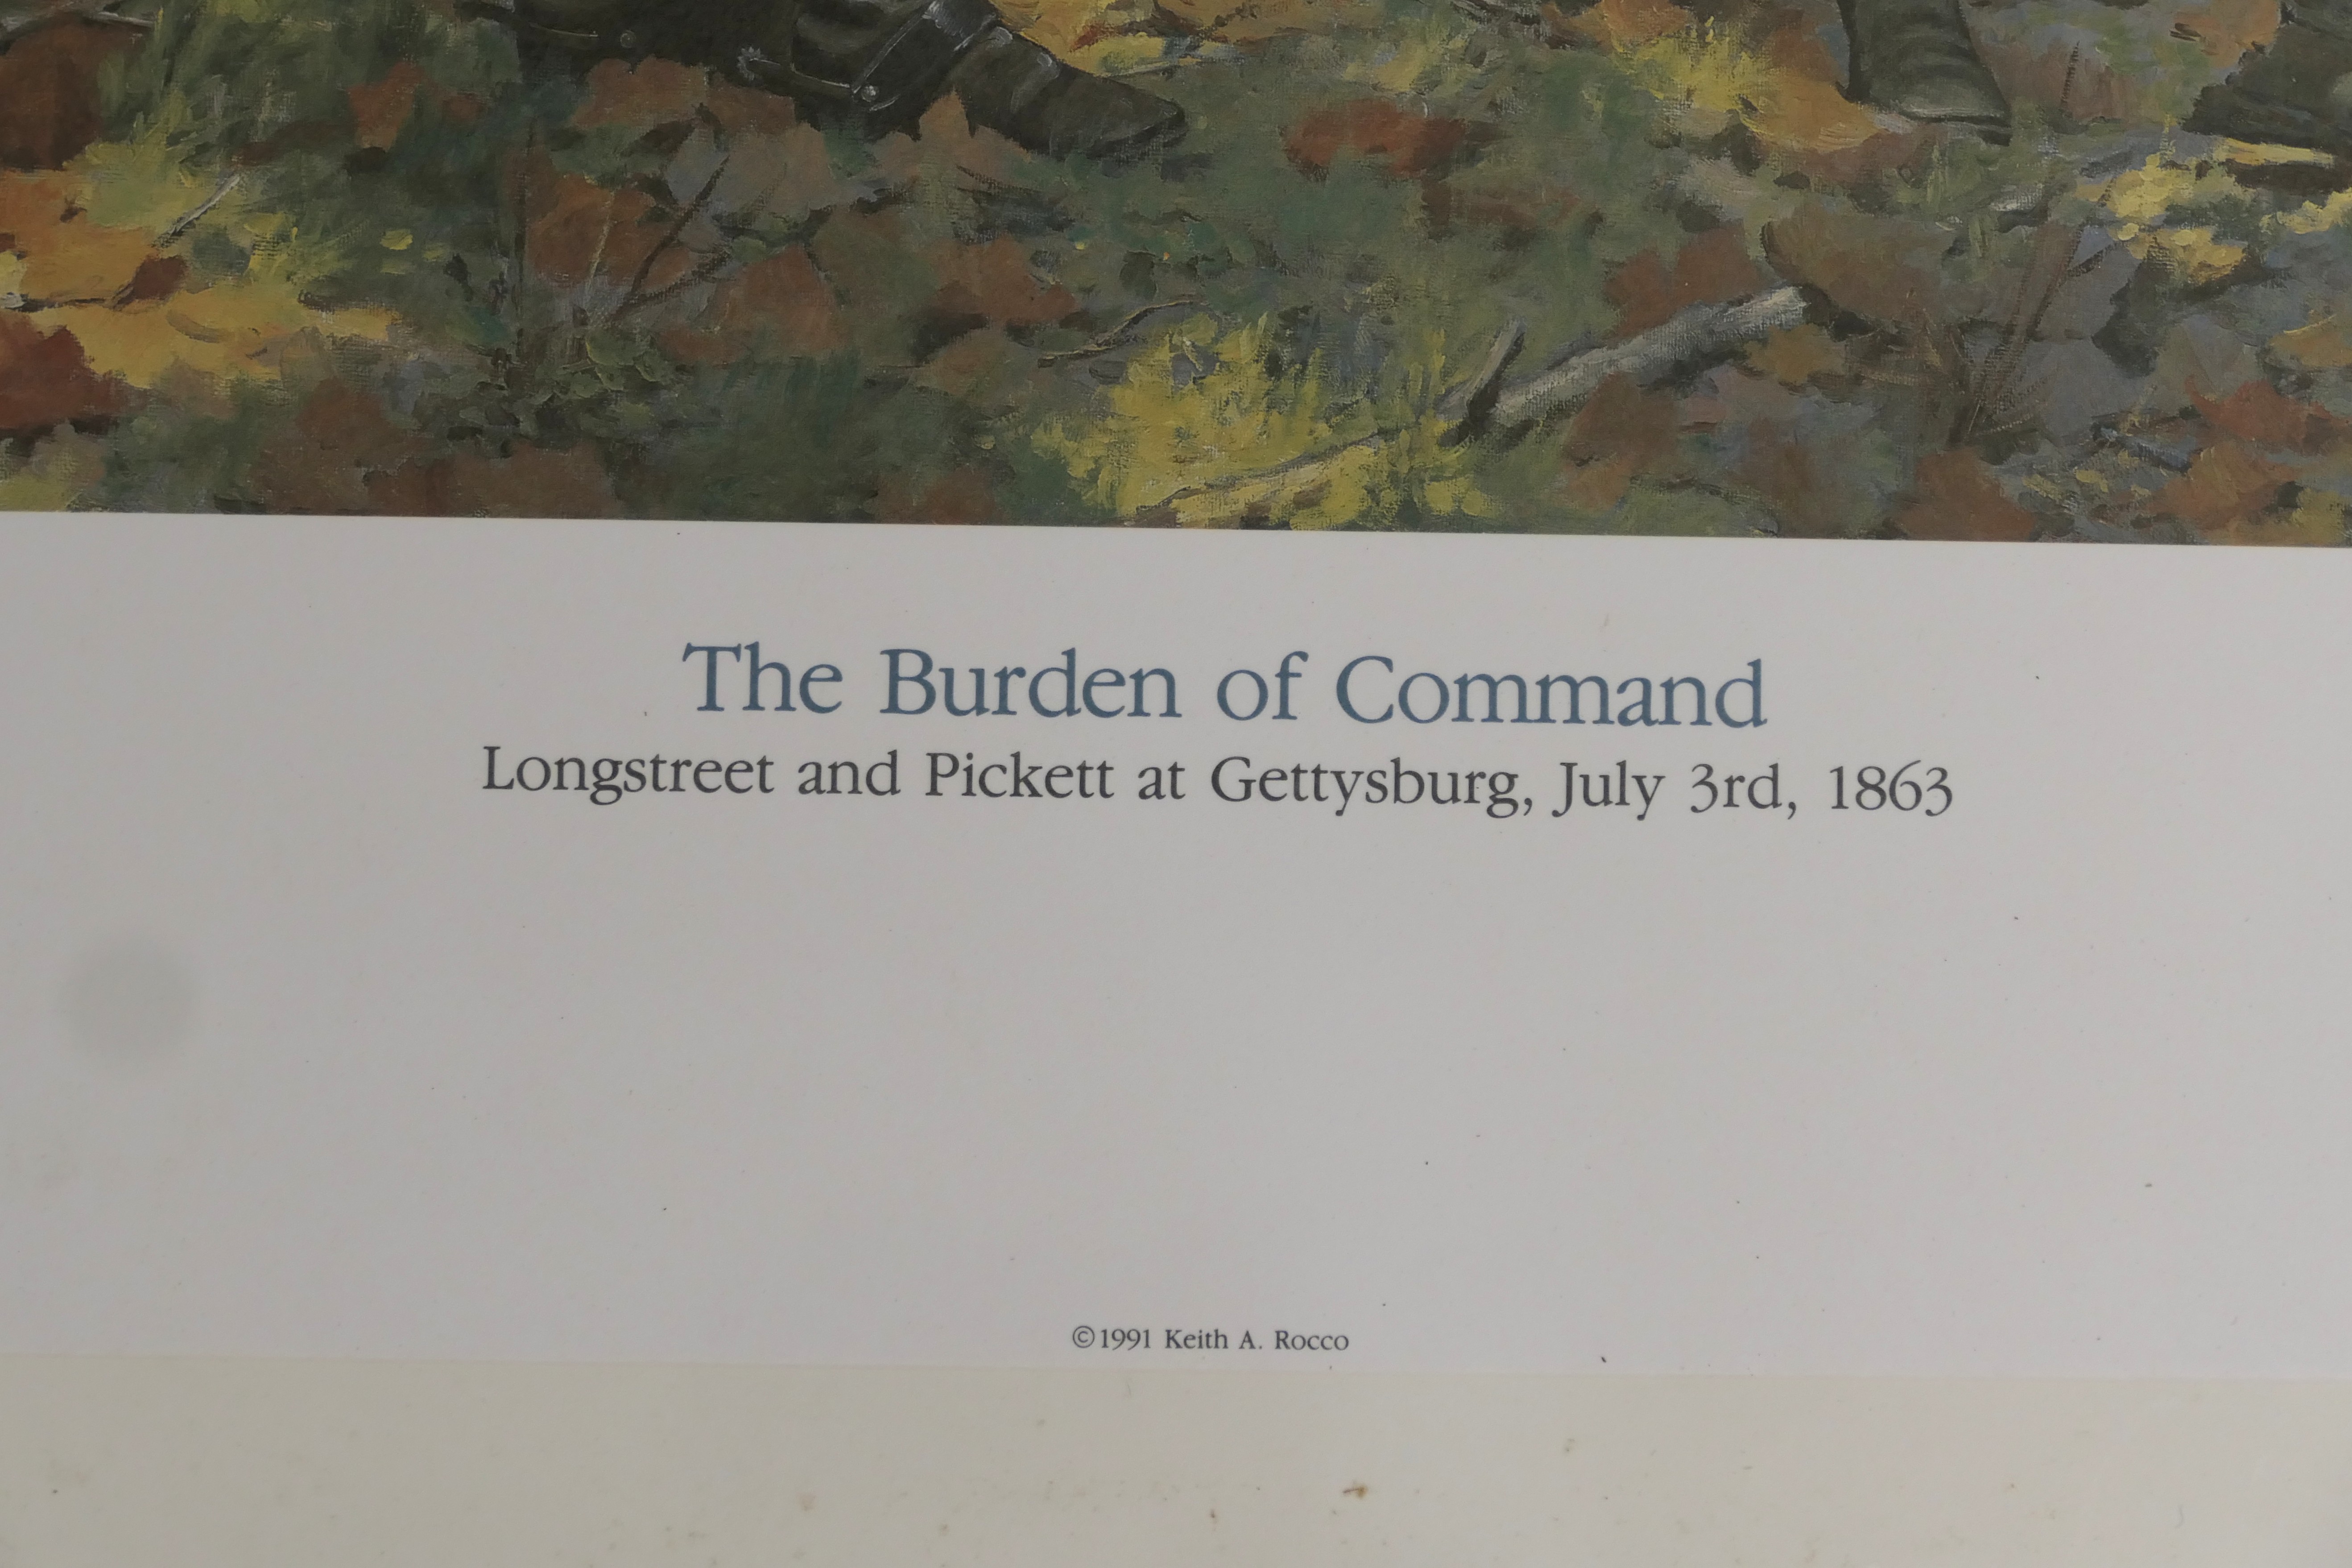 The Burden of Command
Longstreet and Pickett at Gettysburg, July 3rd, 1863
©1991 Keith A. Rocco